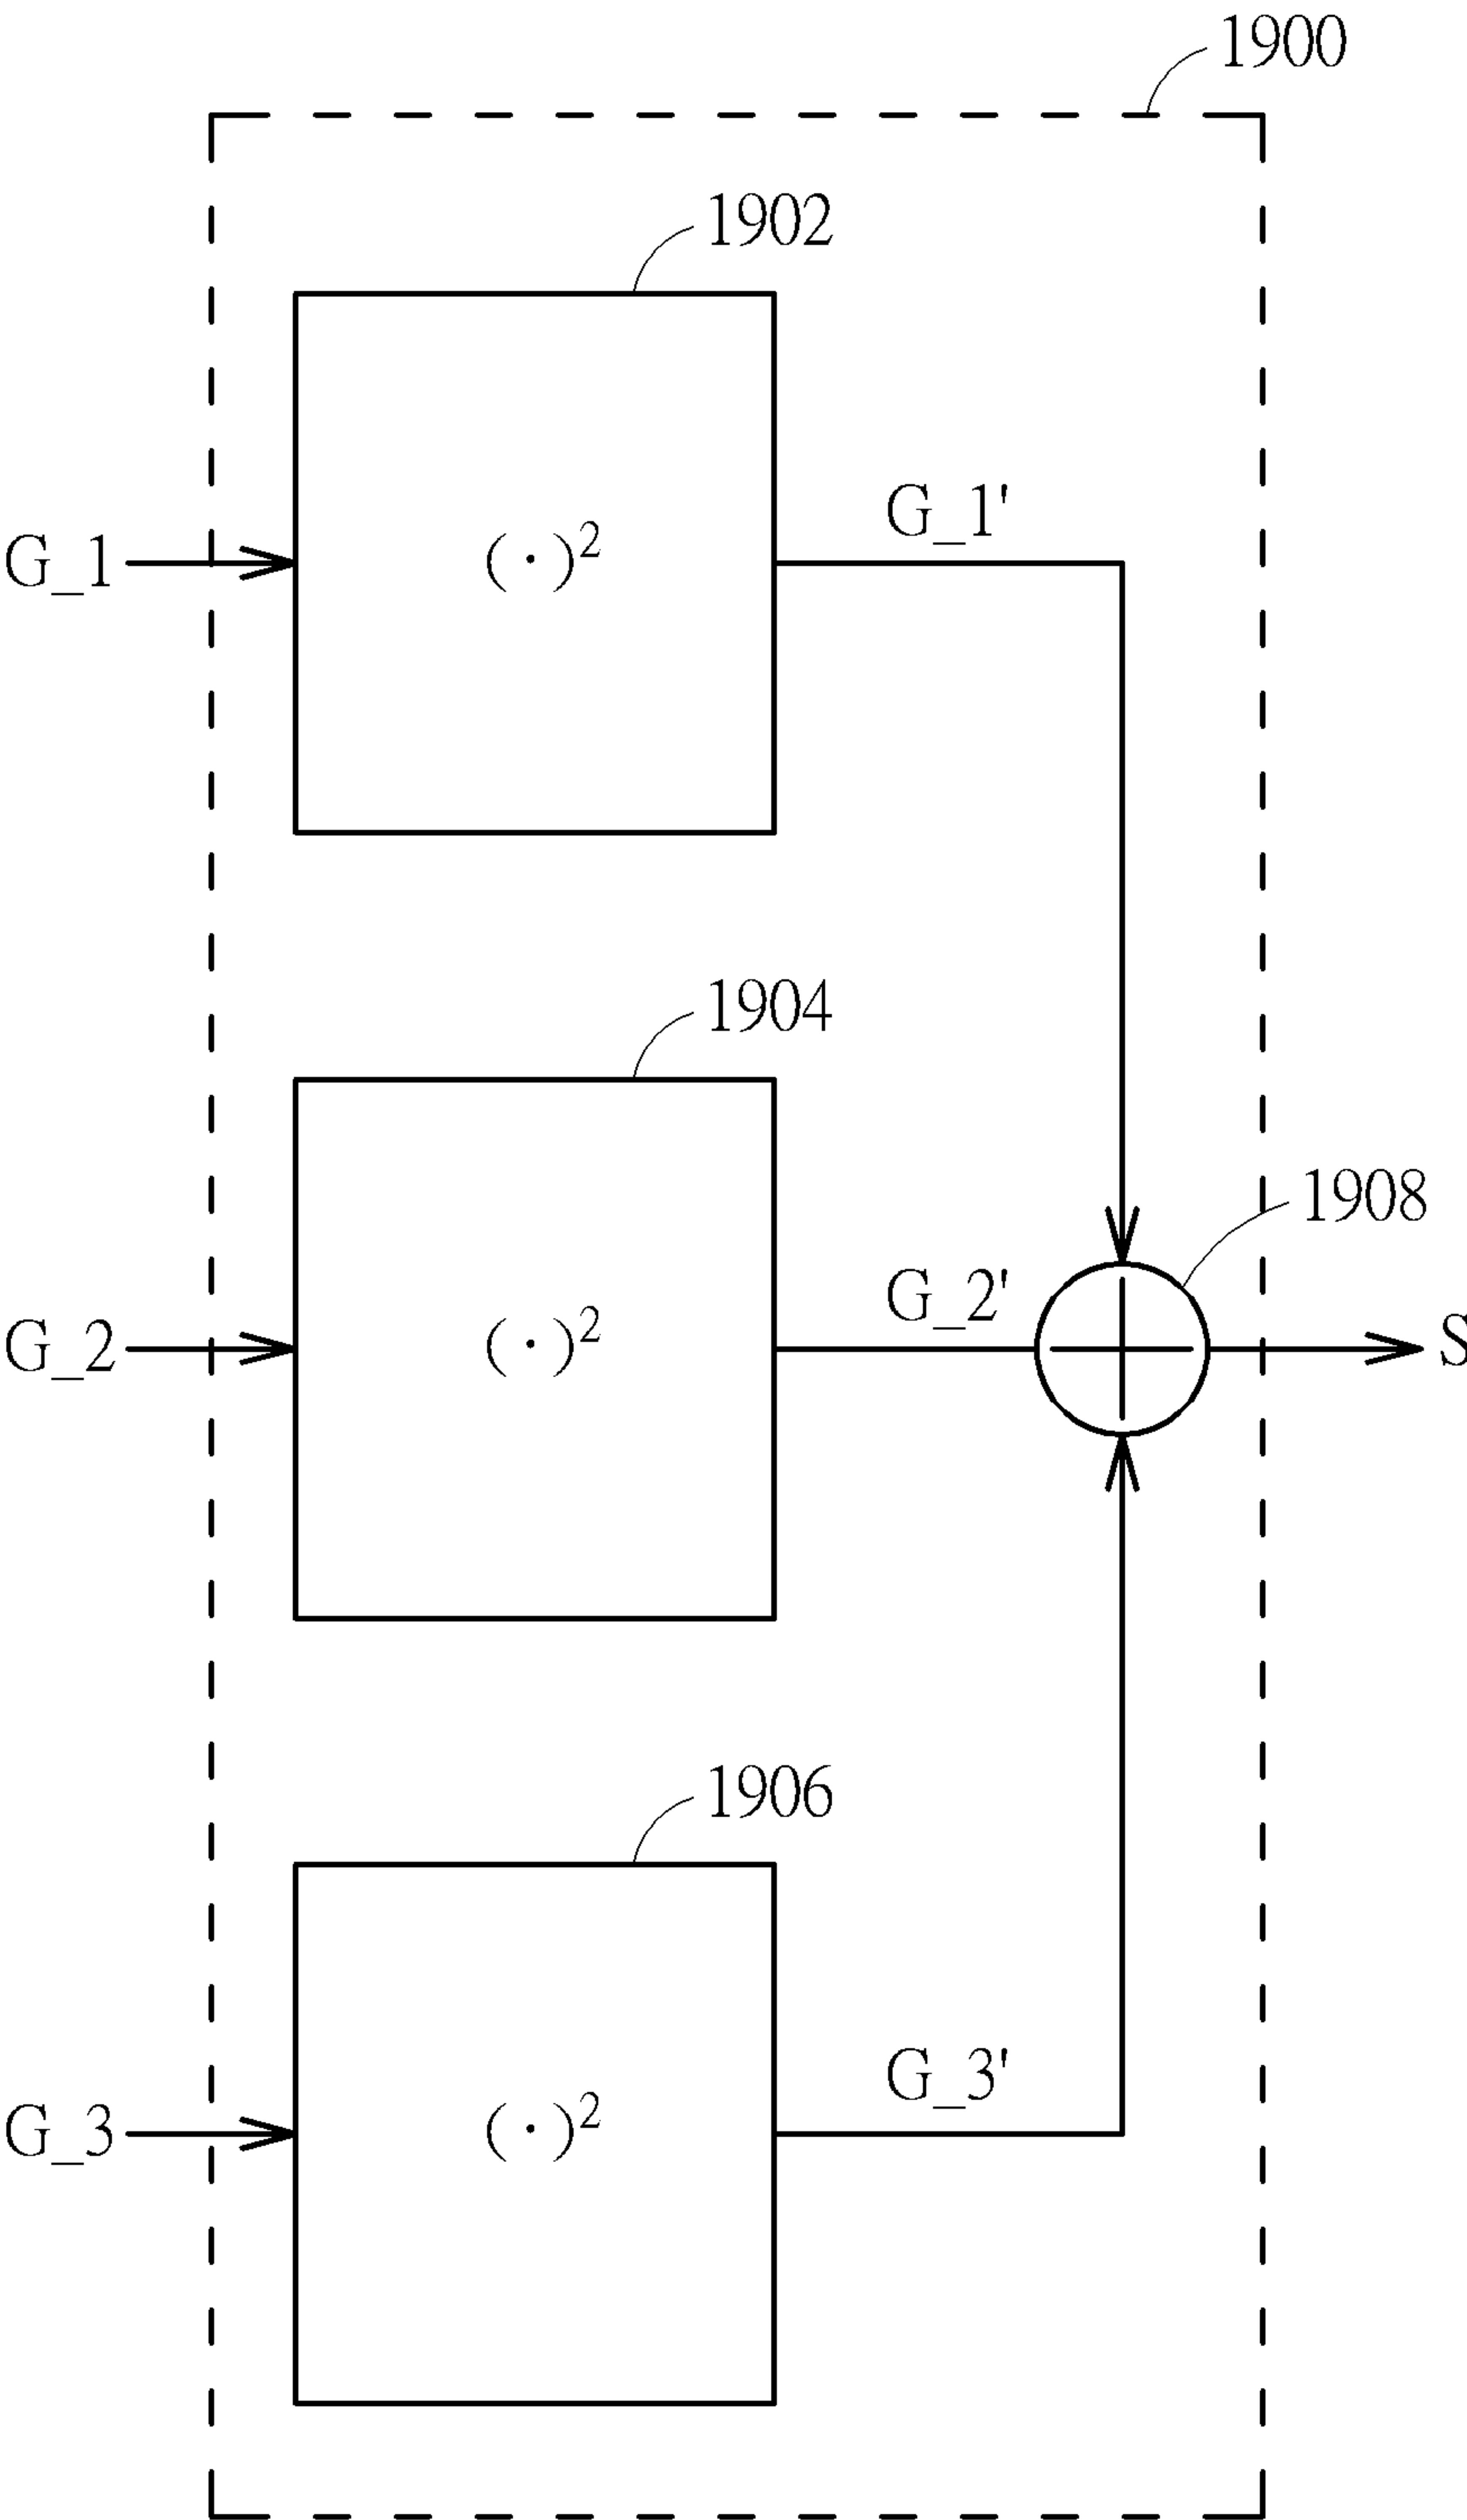 1900
1902
G_1'
G_1
(·)²
1904
1908
G_2'
G_2
(·)²
S
1906
G_3'
G_3
(·)²